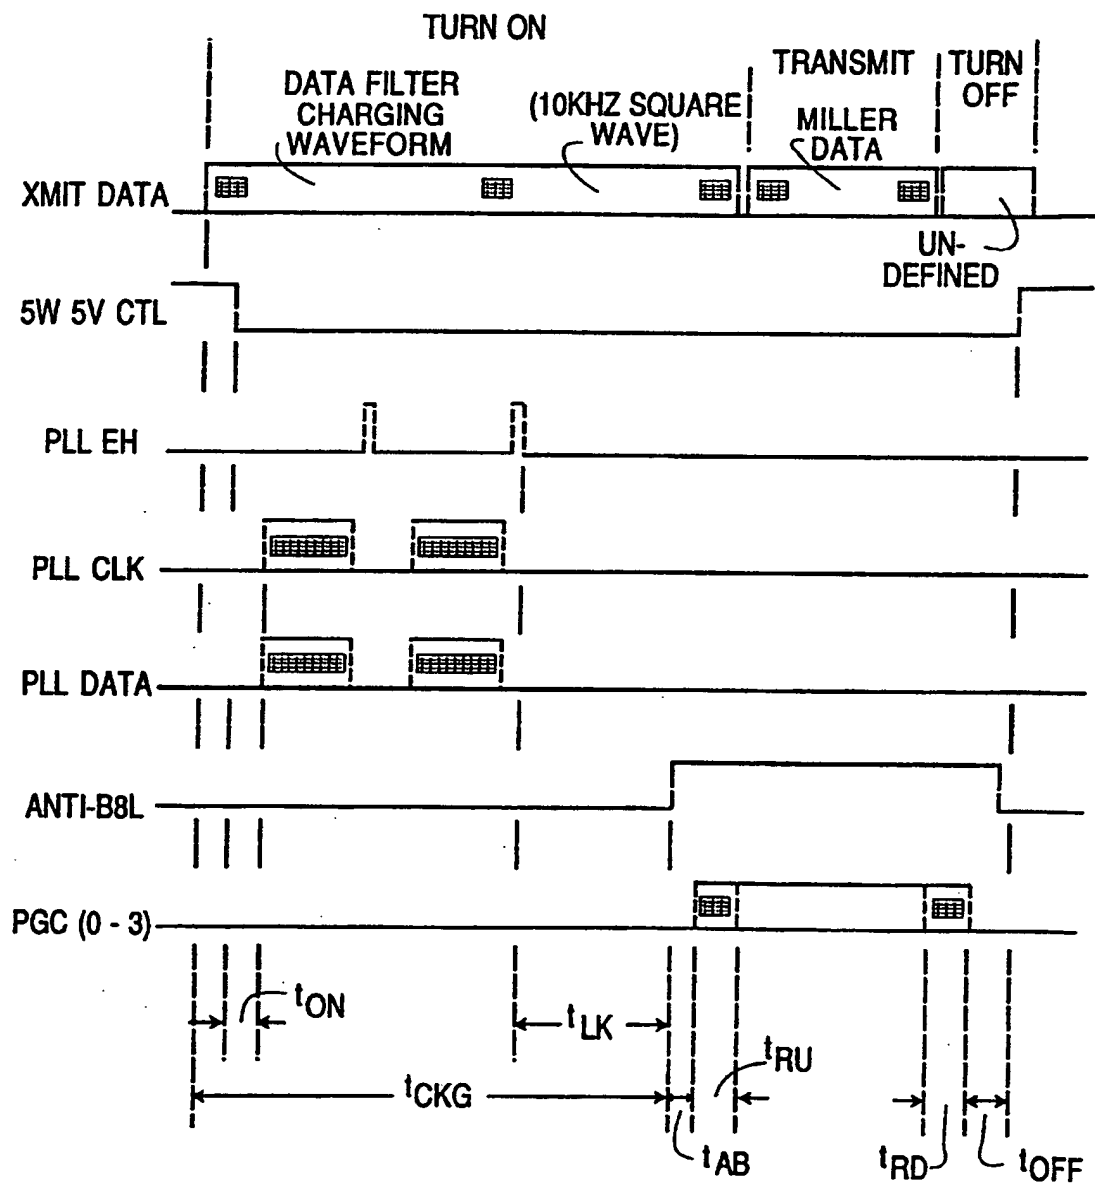 TURN ON
TRANSMIT
TURN
OFF
DATA FILTER
CHARGING
WAVEFORM
(10KHZ SQUARE
WAVE)
MILLER
DATA
XMIT DATA
UN-
DEFINED
5W 5V CTL
PLL EH
PLL CLK
PLL DATA
ANTI-B8L
PGC (0 - 3)
tON
tLK
tRU
tCKG
tAB
tRD
tOFF